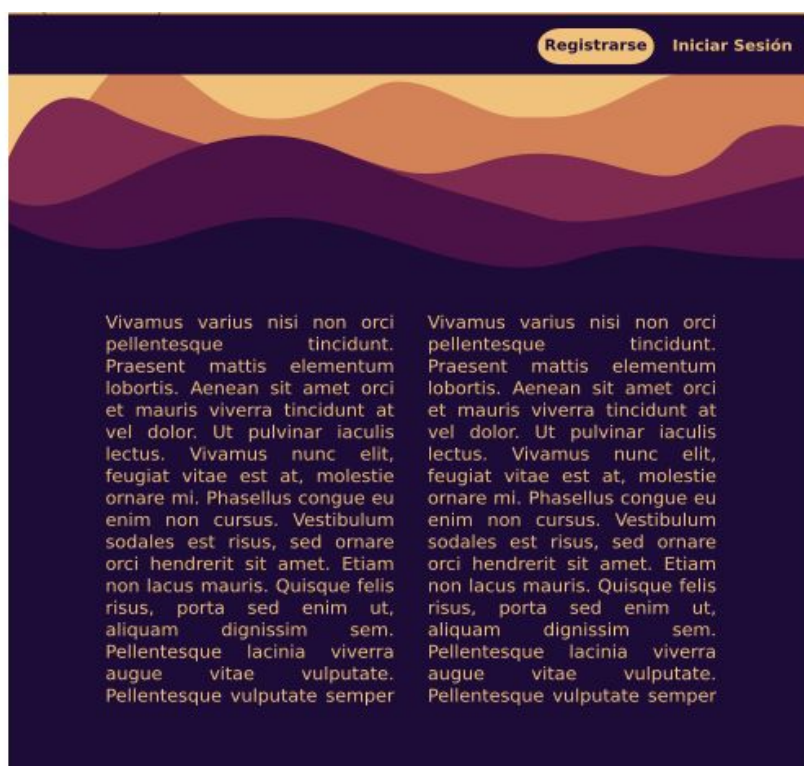 Registrarse Iniciar Sesión
Vivamus varius nisi non orci
pellentesque tincidunt.
Praesent mattis elementum
lobortis. Aenean sit amet orci
et mauris viverra tincidunt at
vel dolor. Ut pulvinar iaculis
lectus. Vivamus nunc elit,
feugiat vitae est at, molestie
ornare mi. Phasellus congue eu
enim non cursus. Vestibulum
sodales est risus, sed ornare
orci hendrerit sit amet. Etiam
non lacus mauris. Quisque felis
risus, porta sed enim ut,
aliquam dignissim sem.
Pellentesque lacinia viverra
augue vitae vulputate.
Pellentesque vulputate semper
Vivamus varius nisi non orci
pellentesque tincidunt.
Praesent mattis elementum
lobortis. Aenean sit amet orci
et mauris viverra tincidunt at
vel dolor. Ut pulvinar iaculis
lectus. Vivamus nunc elit,
feugiat vitae est at, molestie
ornare mi. Phasellus congue eu
enim non cursus. Vestibulum
sodales est risus, sed ornare
orci hendrerit sit amet. Etiam
non lacus mauris. Quisque felis
risus, porta sed enim ut,
aliquam dignissim sem.
Pellentesque lacinia viverra
augue vitae vulputate.
Pellentesque vulputate semper